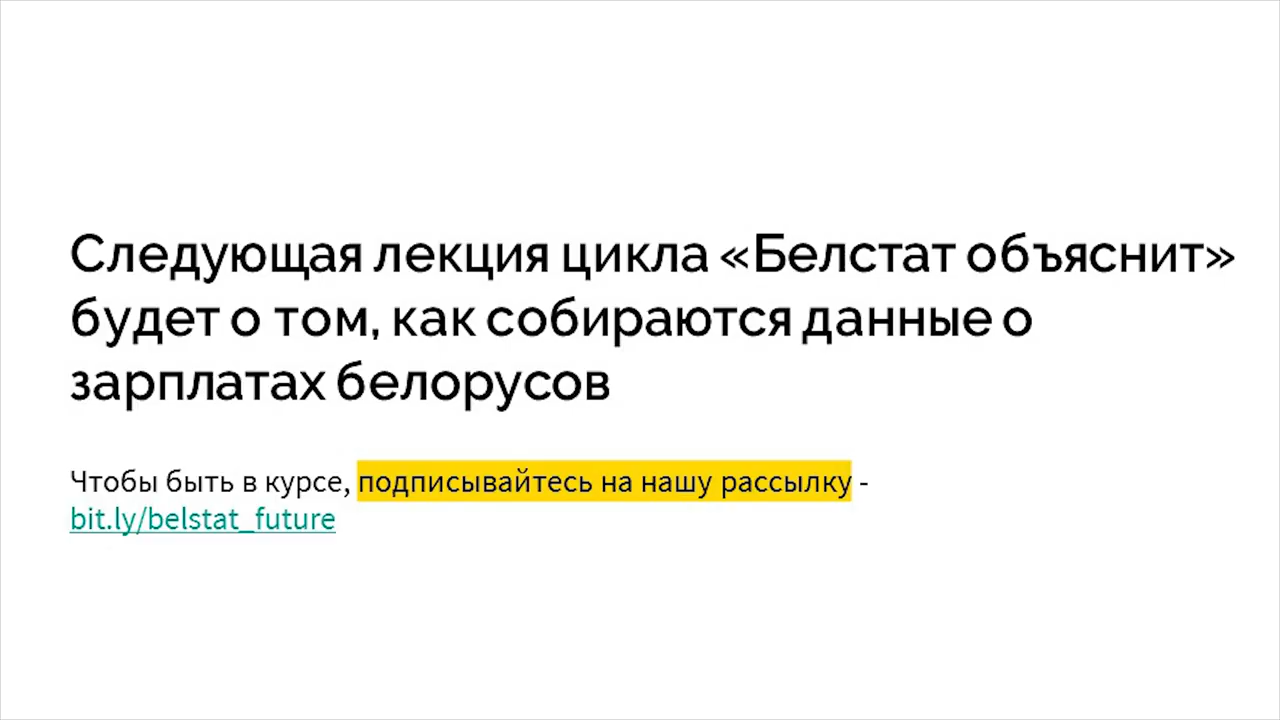 Следующая лекция цикла «Белстат объяснит»
будет о том, как собираются данные о
зарплатах белорусов
Чтобы быть в курсе, подписывайтесь на нашу рассылку -
bit.ly/belstat_future